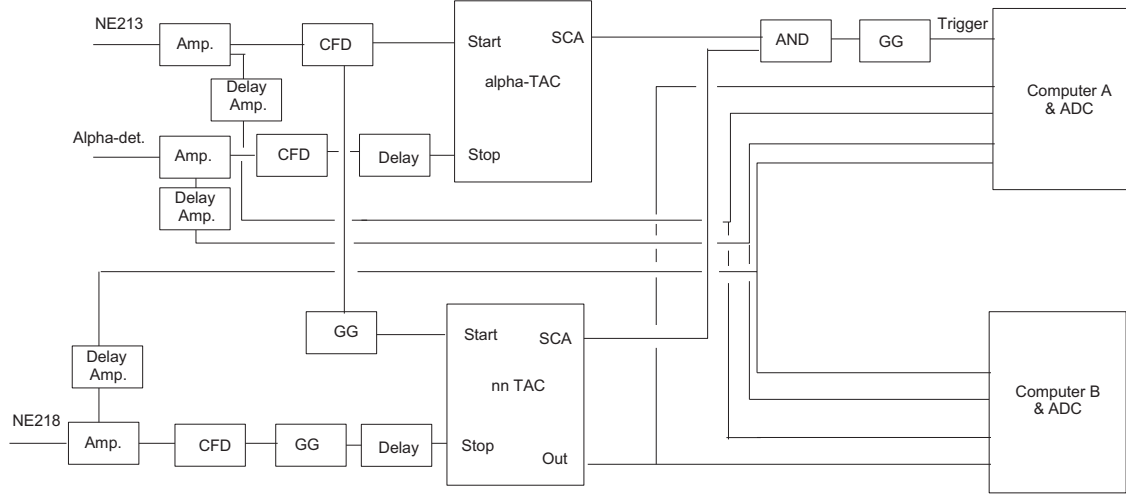 NE213
Amp.
CFD
Start
SCA
alpha-TAC
Stop
AND
GG
Trigger
Computer A
& ADC
Delay
Amp.
Alpha-det.
Amp.
CFD
Delay
Delay
Amp.
GG
Start
SCA
nn TAC
Stop
Out
Delay
Amp.
NE218
Amp.
CFD
GG
Delay
Computer B
& ADC